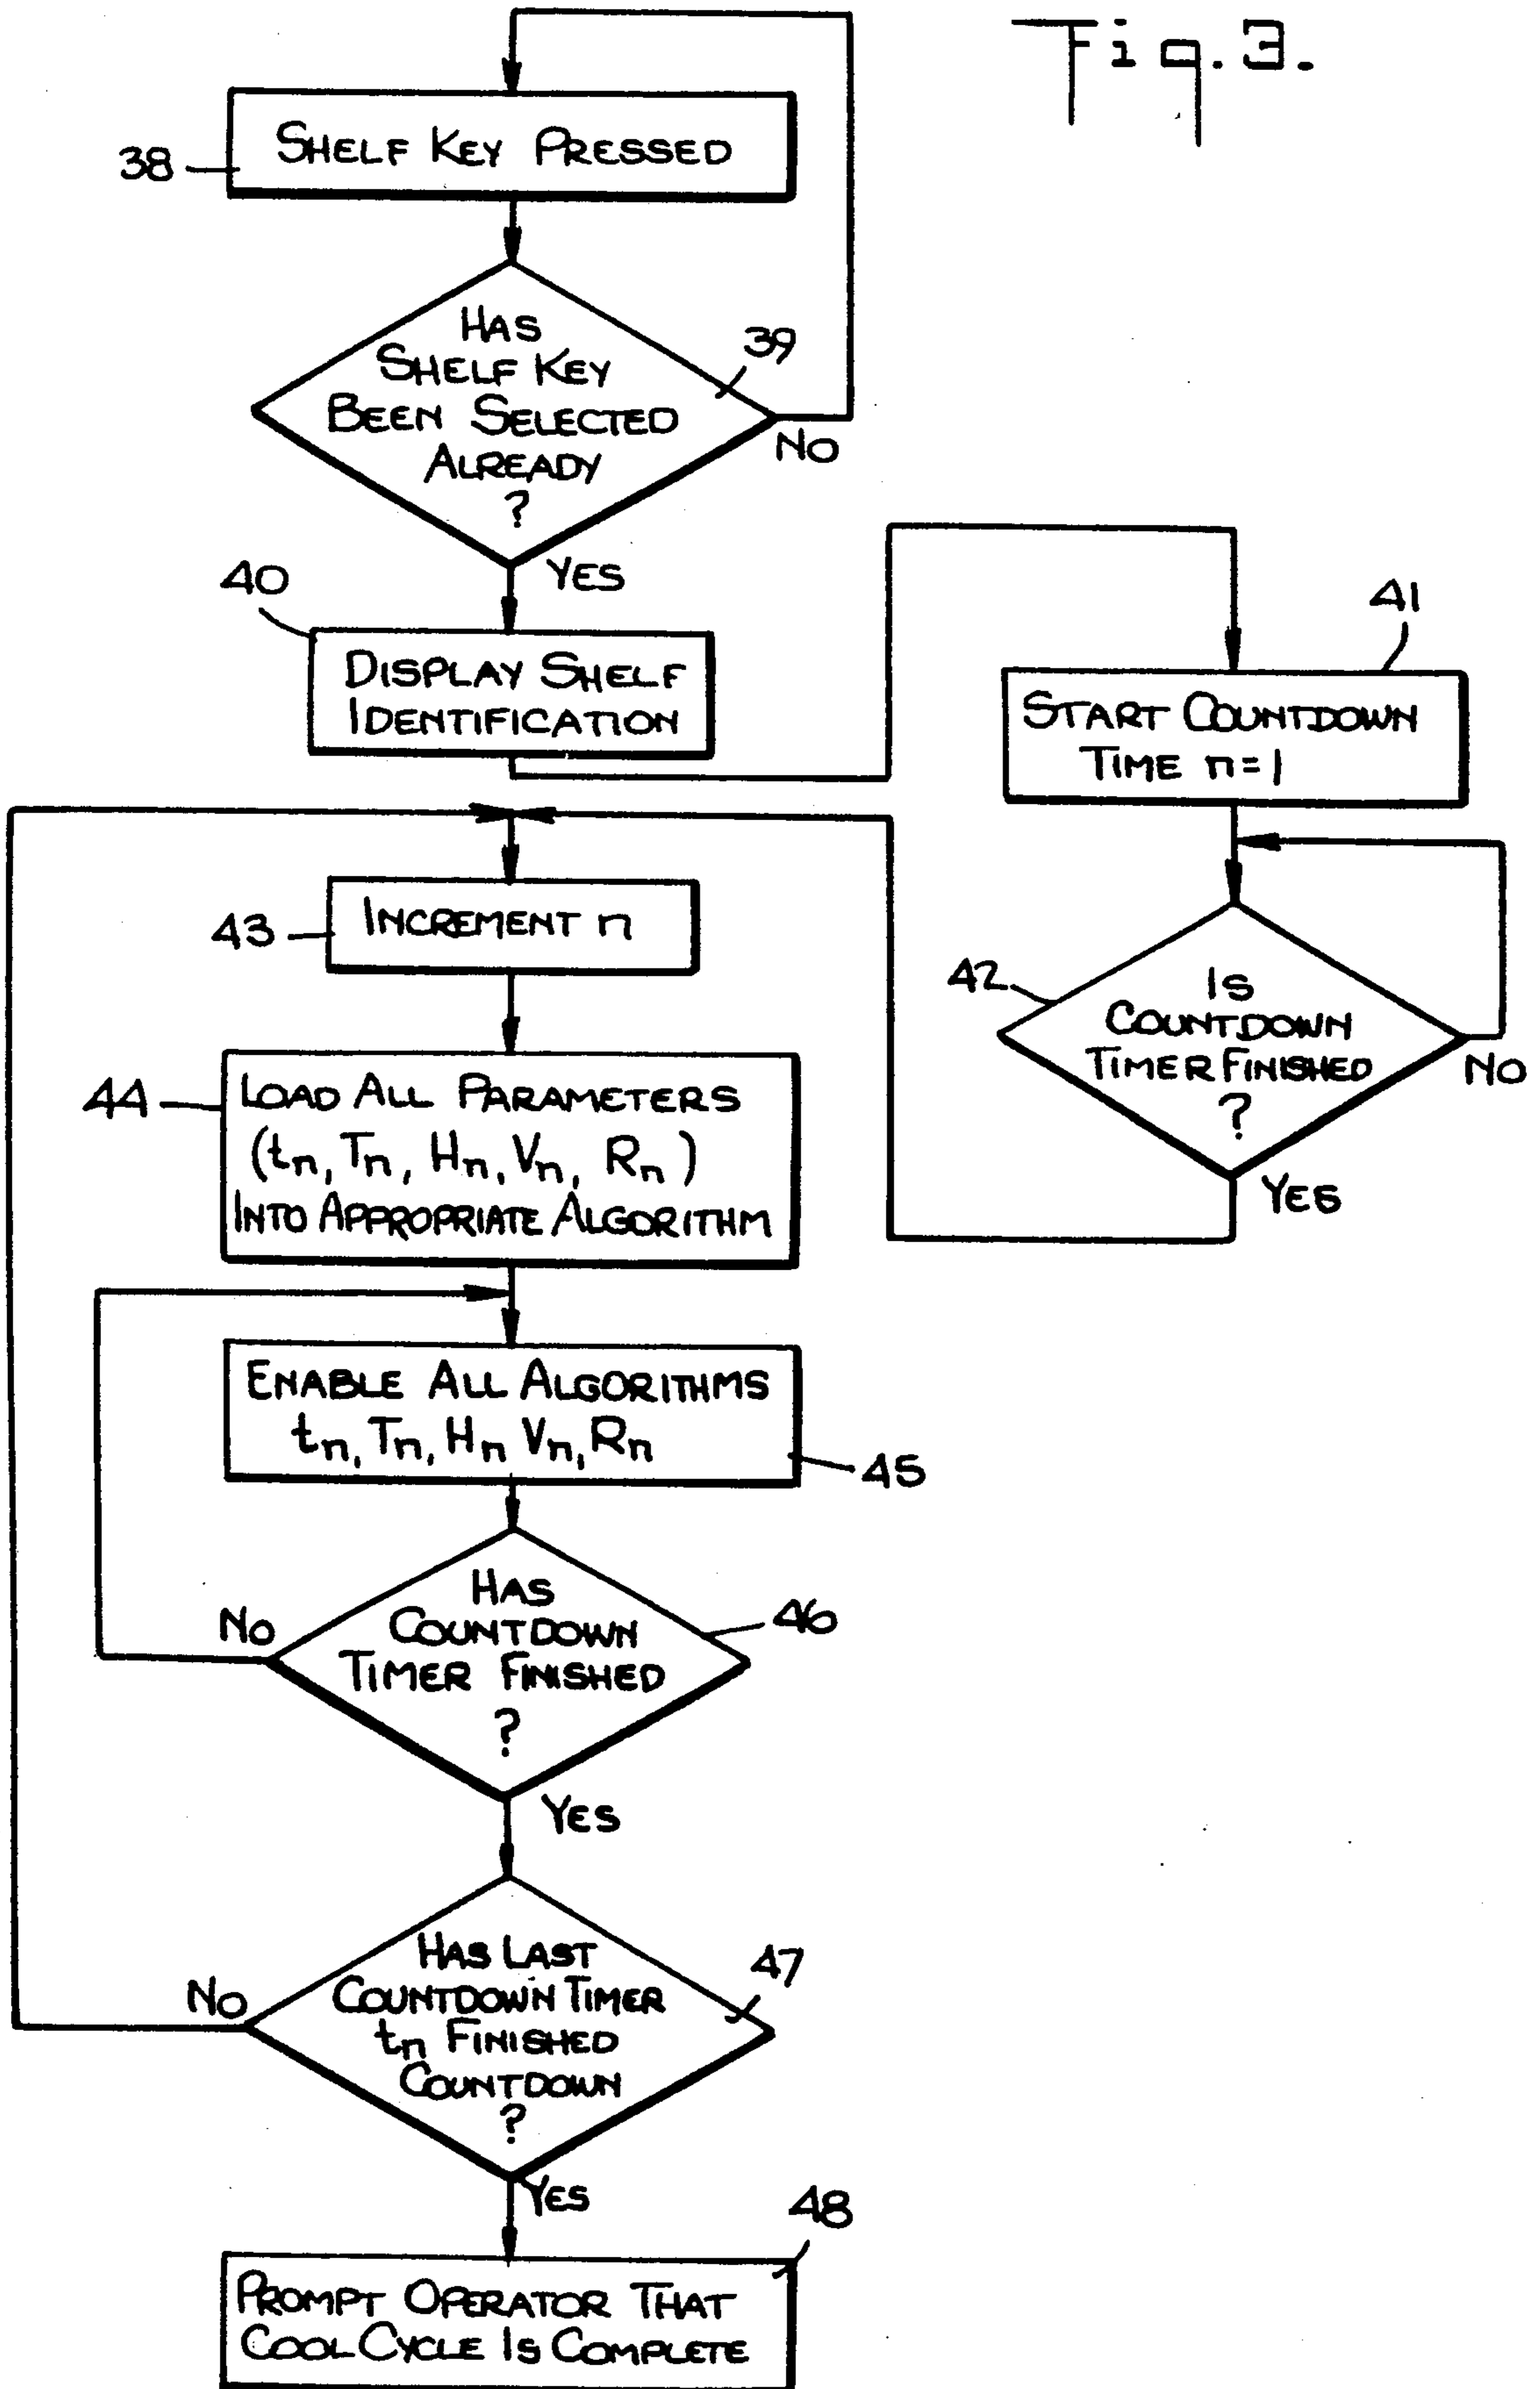 Fig. 3.
SHELF KEY PRESSED
38
HAS
SHELF KEY
BEEN SELECTED
ALREADY
?
39
NO
YES
40
DISPLAY SHELF
IDENTIFICATION
41
START COUNTDOWN
TIME n=1
42
IS
COUNTDOWN
TIMER FINISHED
?
NO
YES
43
INCREMENT n
44
LOAD ALL PARAMETERS
(tn, Tn, Hn, Vn, Rn)
INTO APPROPRIATE ALGORITHM
ENABLE ALL ALGORITHMS
tn, Tn, Hn Vn, Rn
45
HAS
COUNTDOWN
TIMER FINISHED
?
46
NO
YES
HAS LAST
COUNTDOWN TIMER
tn FINISHED
COUNTDOWN
?
47
NO
YES
48
PROMPT OPERATOR THAT
COOL CYCLE IS COMPLETE